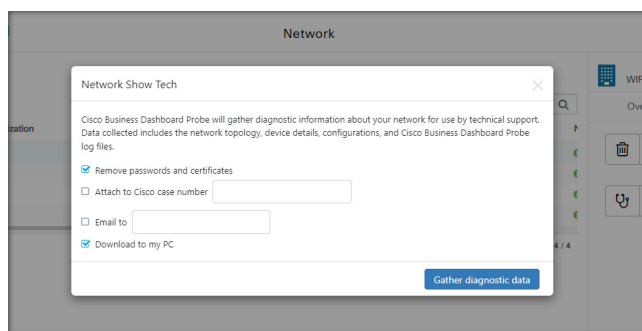 Network
WIF
Ove
ization
Network Show Tech
Cisco Business Dashboard Probe will gather diagnostic information about your network for use by technical support.
Data collected includes the network topology, device details, configurations, and Cisco Business Dashboard Probe
log files.
Remove passwords and certificates
Attach to Cisco case number
Email to
Download to my PC
4 / 4
Gather diagnostic data